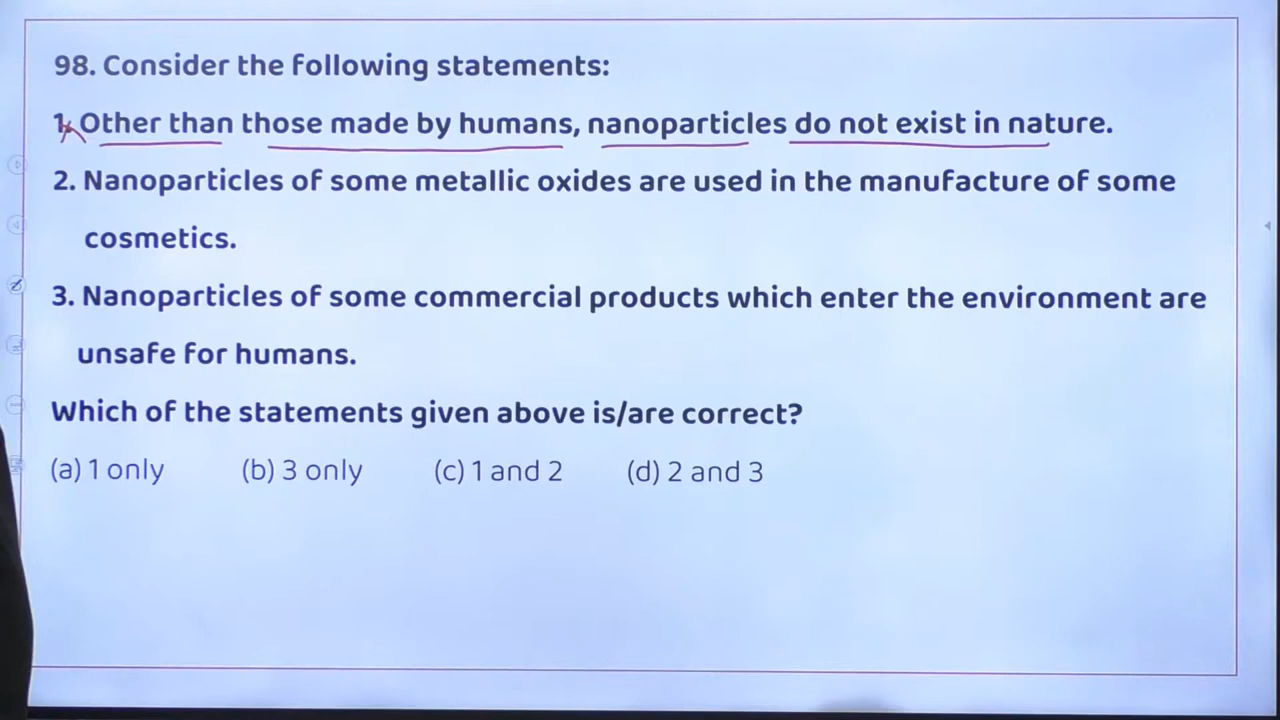 98. Consider the following statements:
1. Other than those made by humans, nanoparticles do not exist in nature.
2. Nanoparticles of some metallic oxides are used in the manufacture of some
cosmetics.
3. Nanoparticles of some commercial products which enter the environment are
unsafe for humans.
Which of the statements given above is/are correct?
(a) 1 only (b) 3 only (c) 1 and 2 (d) 2 and 3